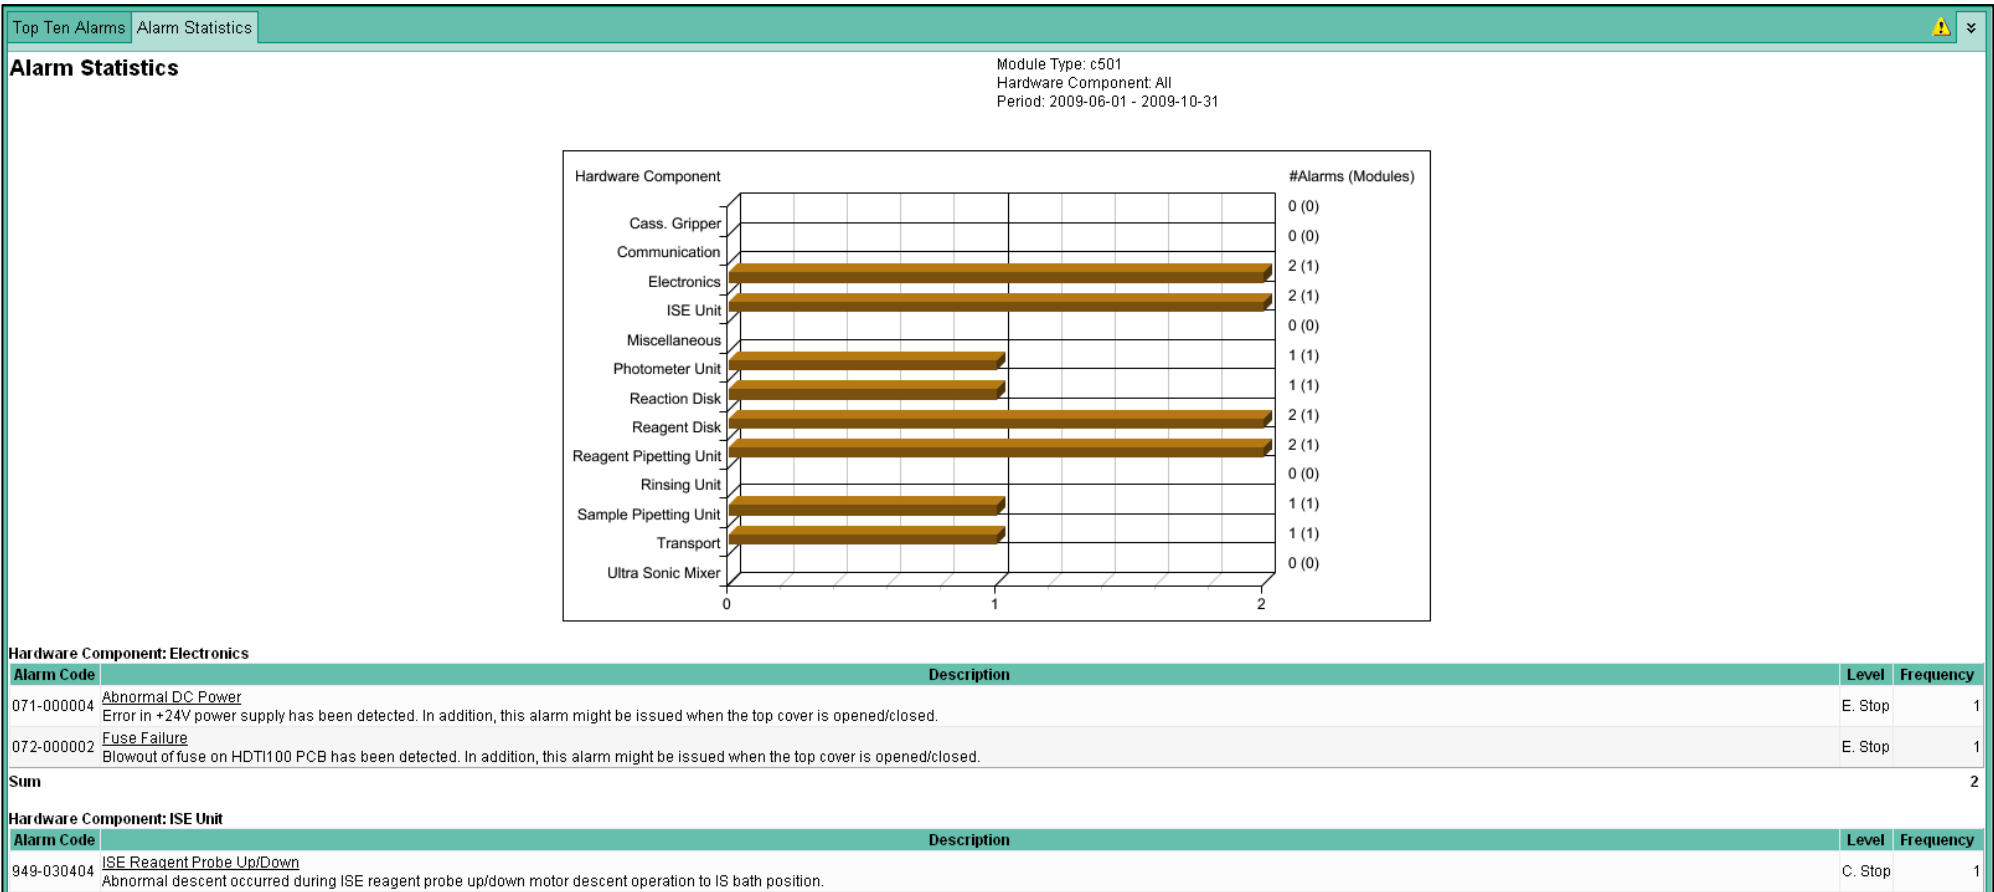 Top Ten Alarms Alarm Statistics
Alarm Statistics
Module Type: c501
Hardware Component: All
Period: 2009-06-01 - 2009-10-31
Hardware Component #Alarms (Modules)
Cass. Gripper 0 (0)
Communication 0 (0)
Electronics 2 (1)
ISE Unit 2 (1)
Miscellaneous 0 (0)
Photometer Unit 1 (1)
Reaction Disk 1 (1)
Reagent Disk 2 (1)
Reagent Pipetting Unit 2 (1)
Rinsing Unit 0 (0)
Sample Pipetting Unit 1 (1)
Transport 1 (1)
Ultra Sonic Mixer 0 (0)
0 1 2
Hardware Component: Electronics
Alarm Code Description Level Frequency
071-000004 Abnormal DC Power E. Stop 1
Error in +24V power supply has been detected. In addition, this alarm might be issued when the top cover is opened/closed.
072-000002 Fuse Failure E. Stop 1
Blowout of fuse on HDTI100 PCB has been detected. In addition, this alarm might be issued when the top cover is opened/closed.
Sum 2
Hardware Component: ISE Unit
Alarm Code Description Level Frequency
949-030404 ISE Reagent Probe Up/Down C. Stop 1
Abnormal descent occurred during ISE reagent probe up/down motor descent operation to IS bath position.